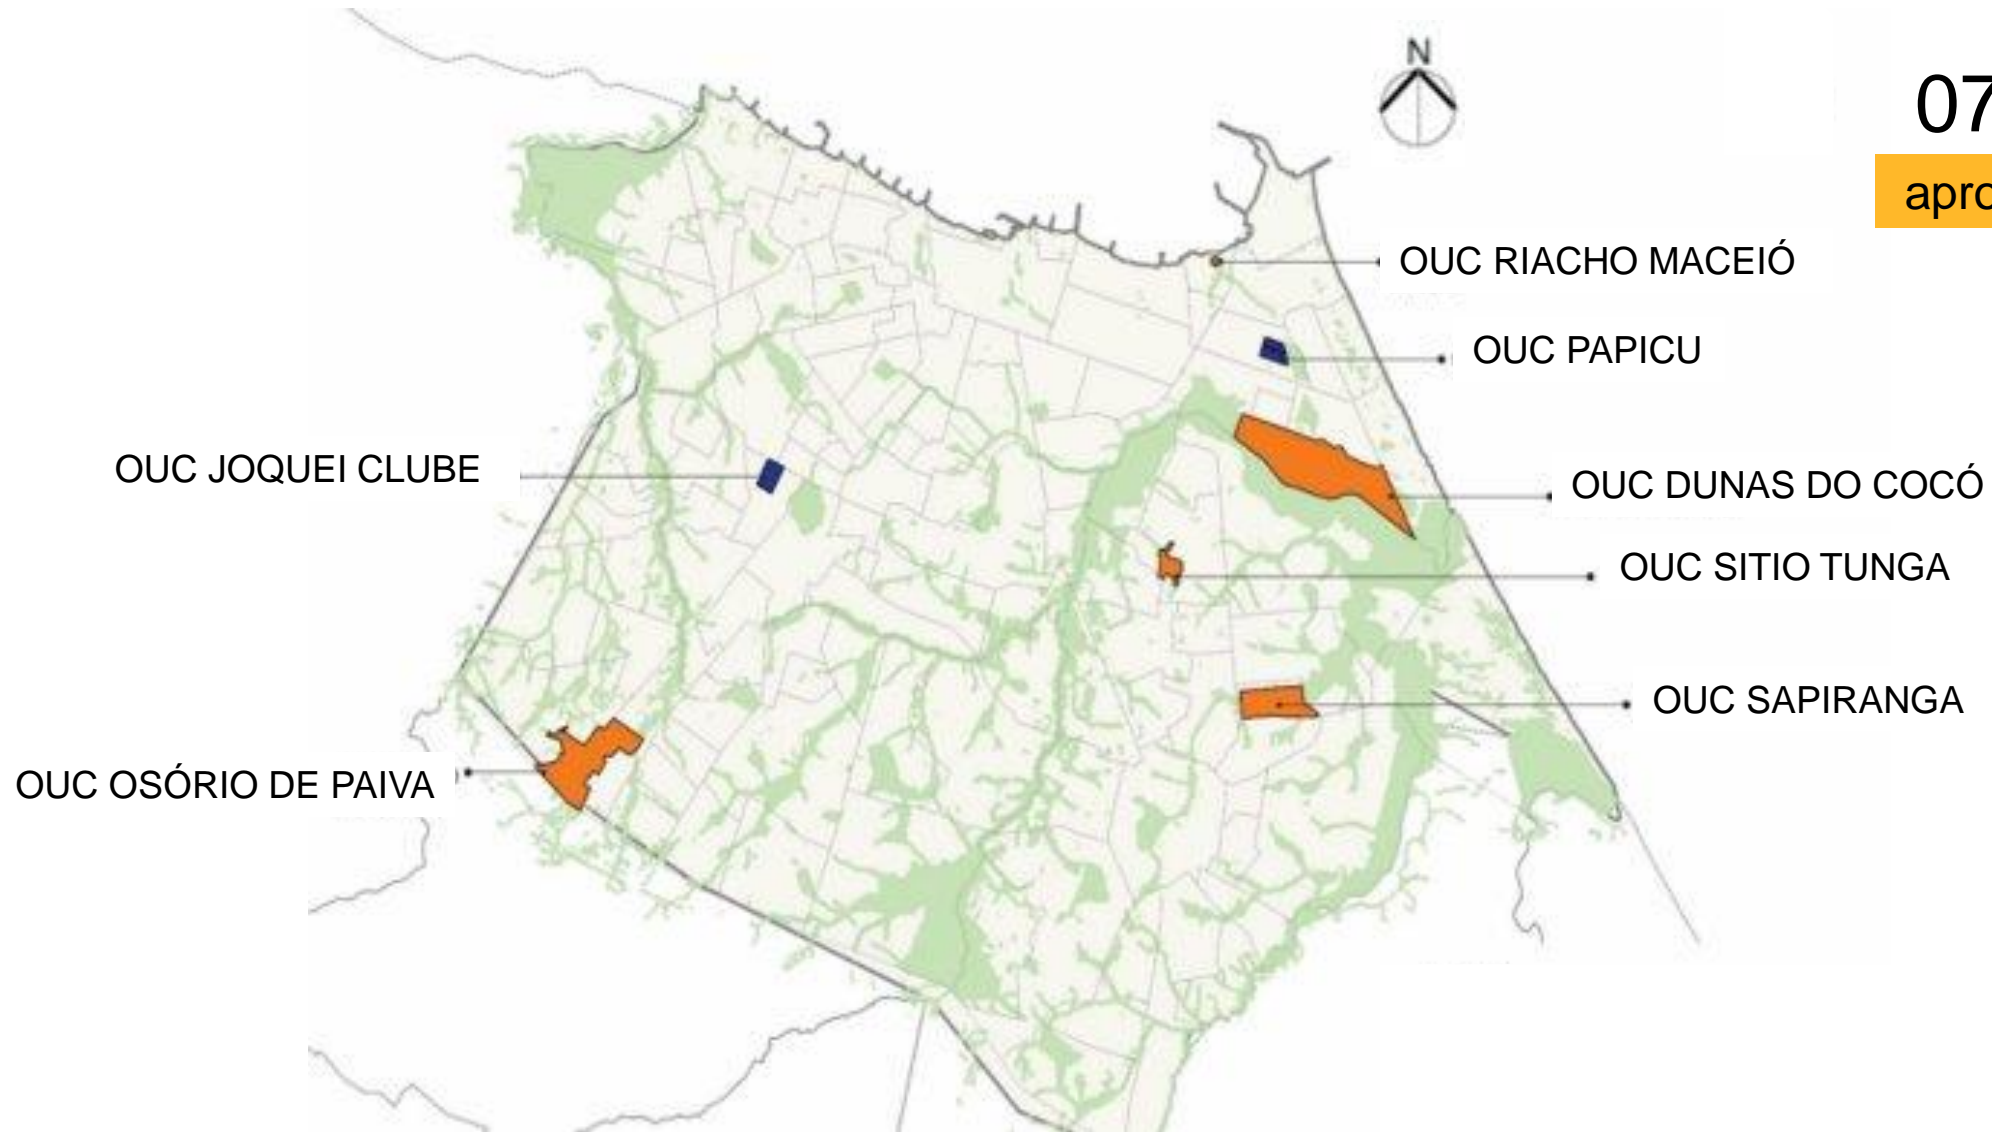 N
07
OUC RIACHO MACEIÓ
OUC PAPICU
OUC JOQUEI CLUBE
OUC DUNAS DO COCÓ
OUC SITIO TUNGA
OUC SAPIRANGA
OUC OSÓRIO DE PAIVA